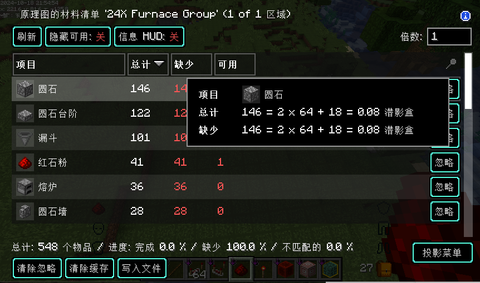 原理图的材料清单 '24X Furnace Group' (1 of 1 区域)
刷新 隐藏可用: 关 信息 HUD: 关 倍数: 1
项目 总计 缺少 可用
圆石 146 14
项目 圆石
总计 146 = 2 x 64 + 18 = 0.08 潜影盒
缺少 146 = 2 x 64 + 18 = 0.08 潜影盒
圆石台阶 122 12
漏斗 101 10
红石粉 41 41 1 忽略
熔炉 36 36 0 忽略
圆石墙 28 28 0 忽略
总计: 548 个物品 / 进度: 完成 0.0 % / 缺少 100.0 % / 不匹配的 0.0 %
投影菜单
清除忽略 清除缓存 写入文件 64 27